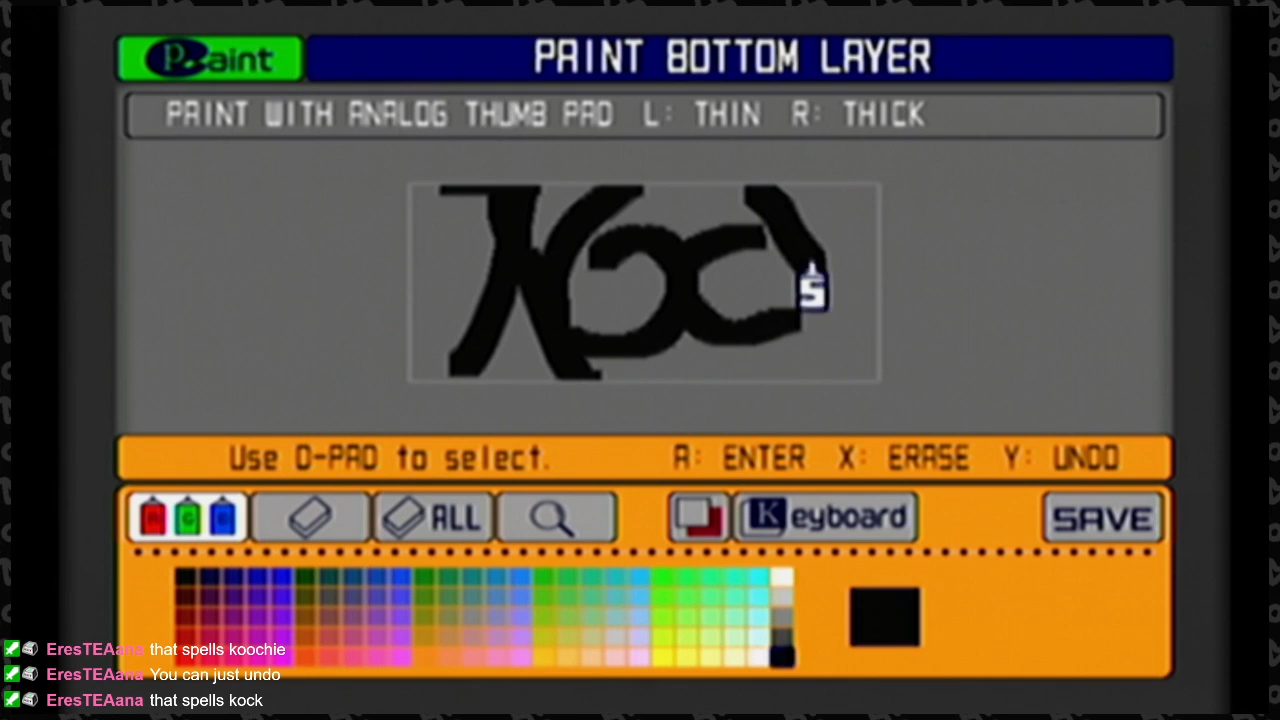 Paint
PAINT BOTTOM LAYER
PAINT WITH ANALOG THUMB PAD L: THIN R: THICK
S
Use D-PAD to select. A: ENTER X: ERASE Y: UNDO
R G B ALL Keyboard SAVE
EresTEAana that spells koochie
EresTEAana You can just undo
EresTEAana that spells kock